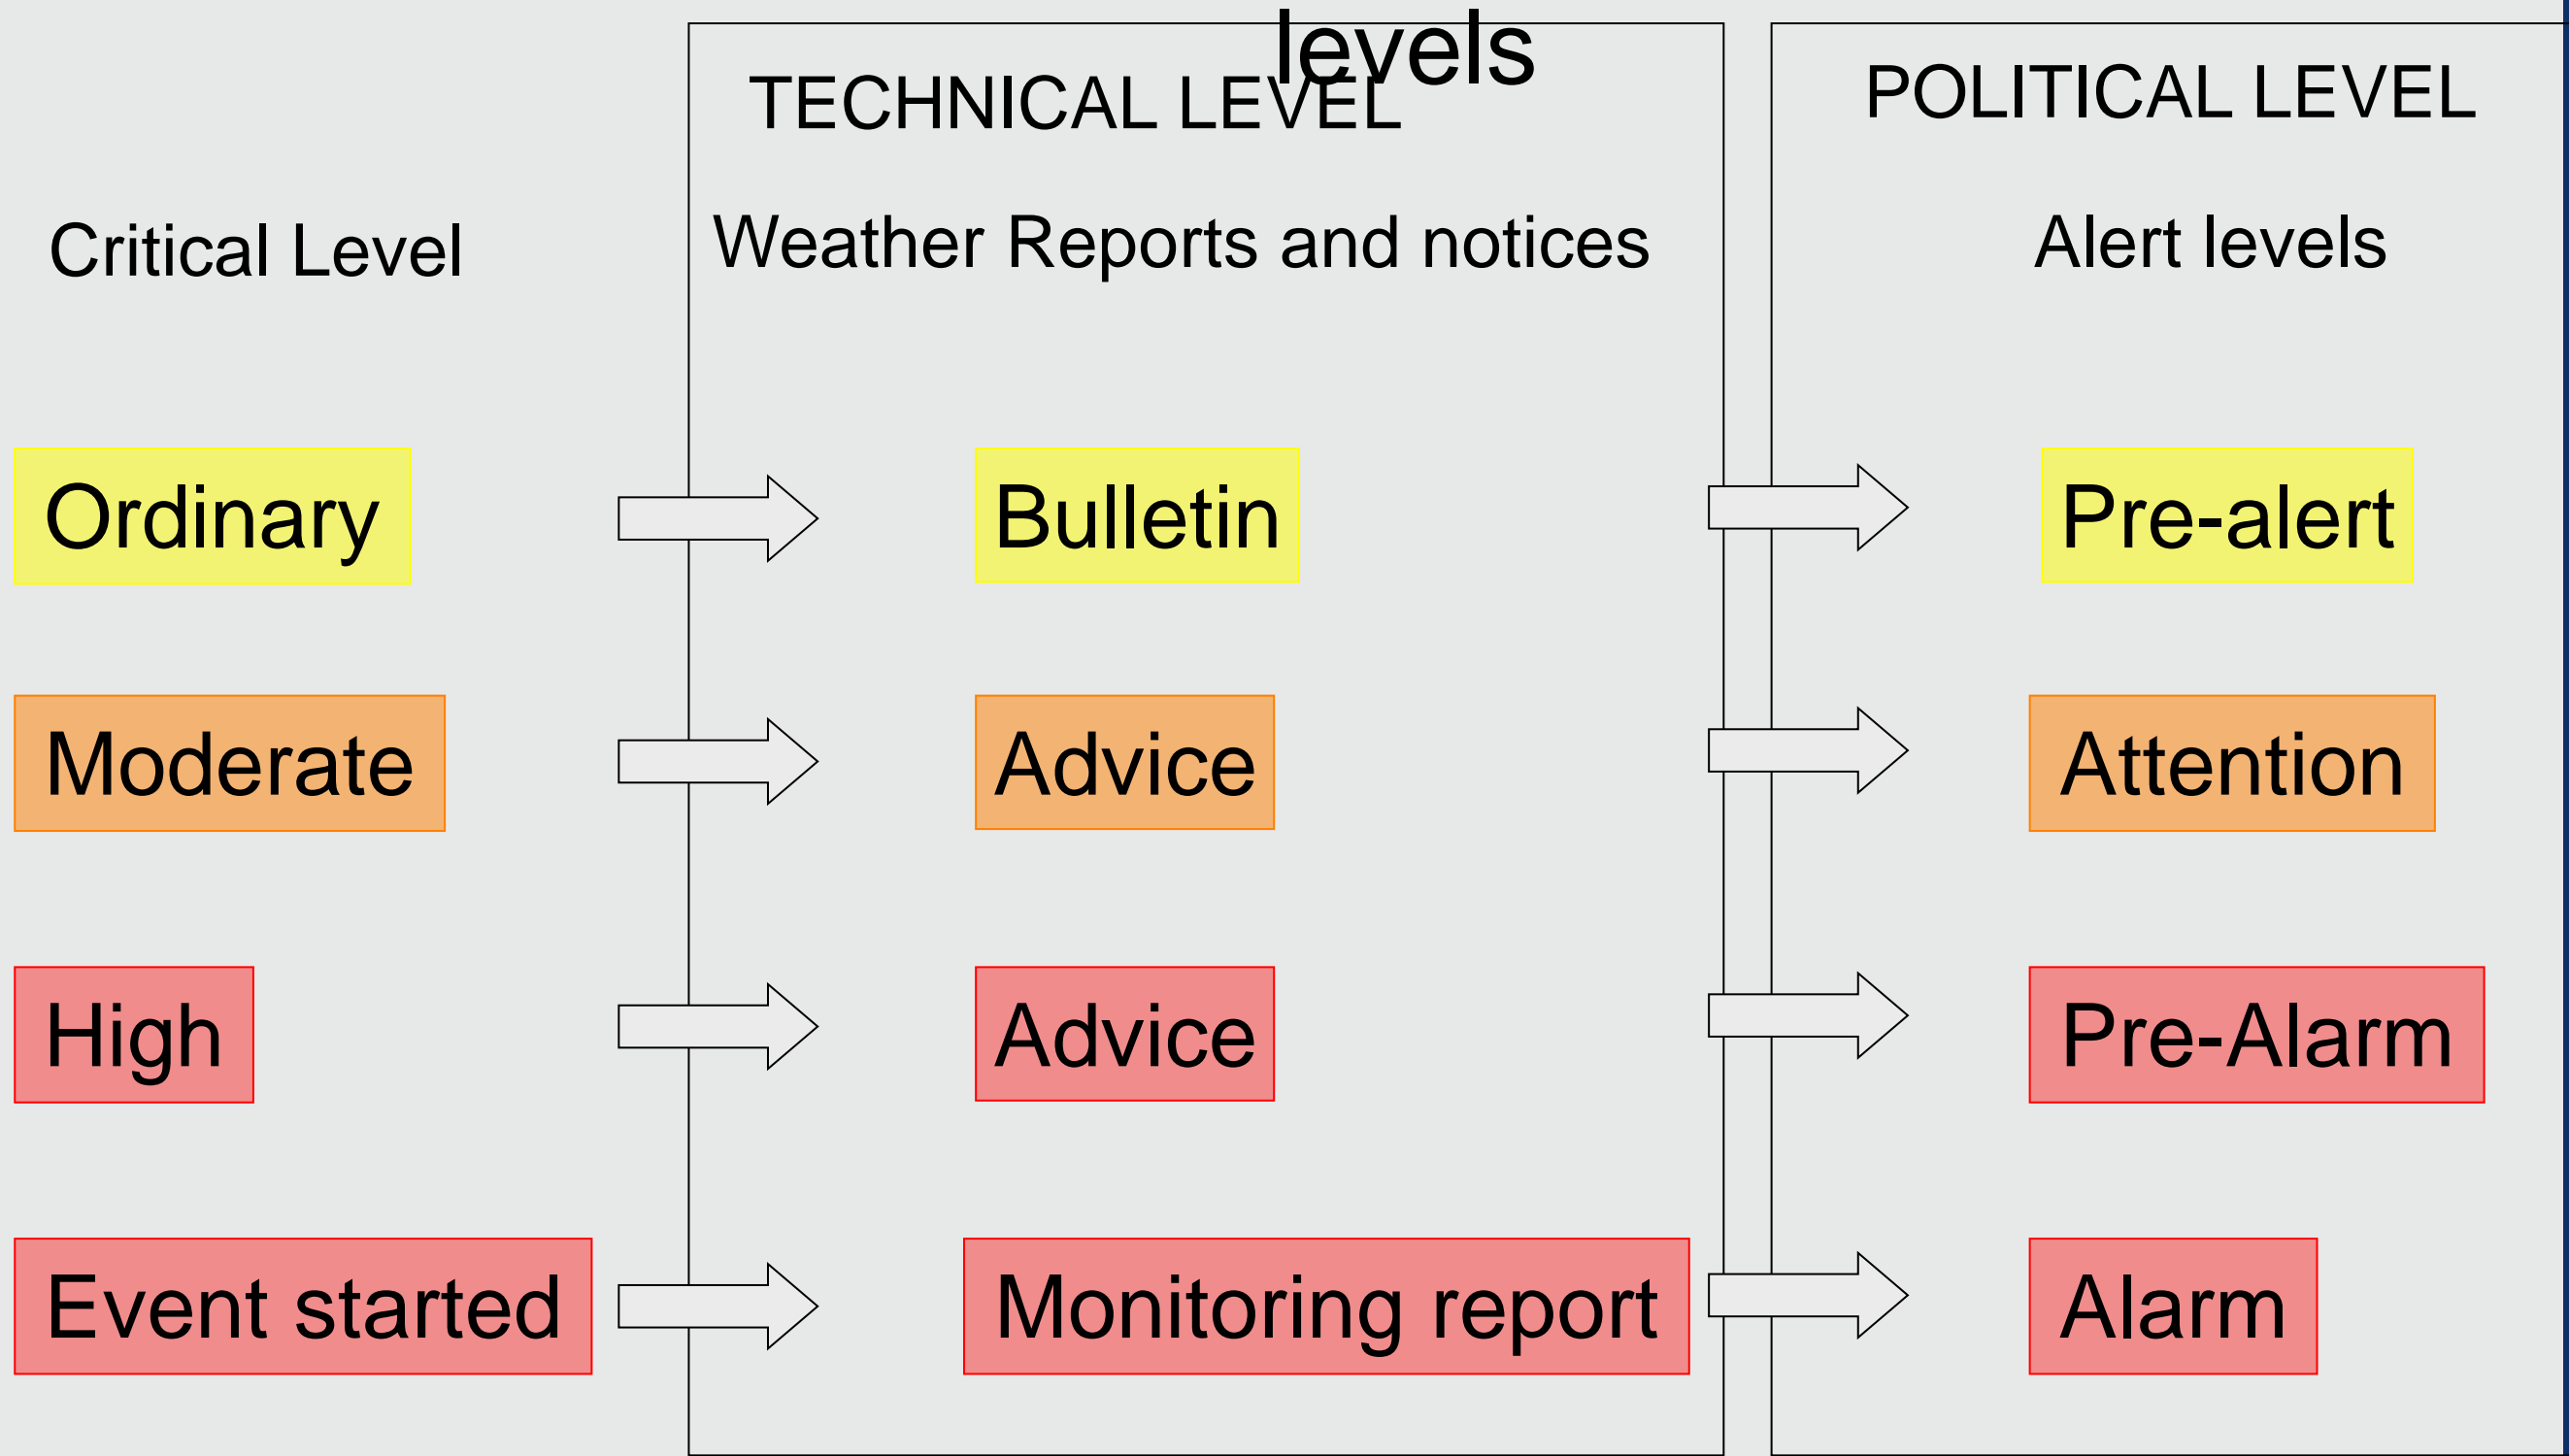 levels
TECHNICAL LEVEL
POLITICAL LEVEL
Critical Level
Weather Reports and notices
Alert levels
Ordinary
Bulletin
Pre-alert
Moderate
Advice
Attention
High
Advice
Pre-Alarm
Event started
Monitoring report
Alarm